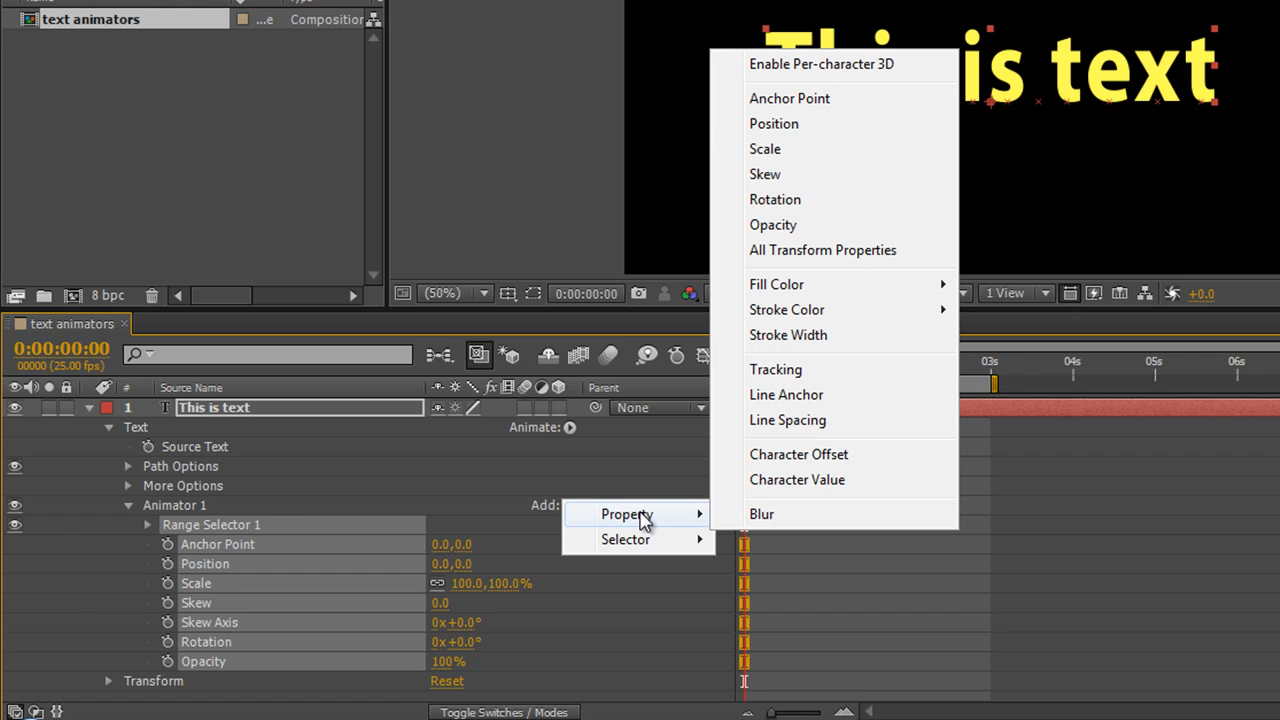 text animators
...e
Composition
8 bpc
This is text
Enable Per-character 3D
Anchor Point
Position
Scale
Skew
Rotation
Opacity
All Transform Properties
Fill Color
Stroke Color
Stroke Width
Tracking
Line Anchor
Line Spacing
Character Offset
Character Value
Blur
(50%)
0:00:00:00
1 View
+0.0
text animators
0:00:00:00
00000 (25.00 fps)
03s 04s 05s 06s
# Source Name fx Parent
1 T This is text None
Text Animate:
Source Text
Path Options
More Options
Animator 1 Add:
Property
Selector
Range Selector 1
Anchor Point 0.0,0.0
Position 0.0,0.0
Scale 100.0,100.0%
Skew 0.0
Skew Axis 0x+0.0°
Rotation 0x+0.0°
Opacity 100%
Transform Reset
Toggle Switches / Modes